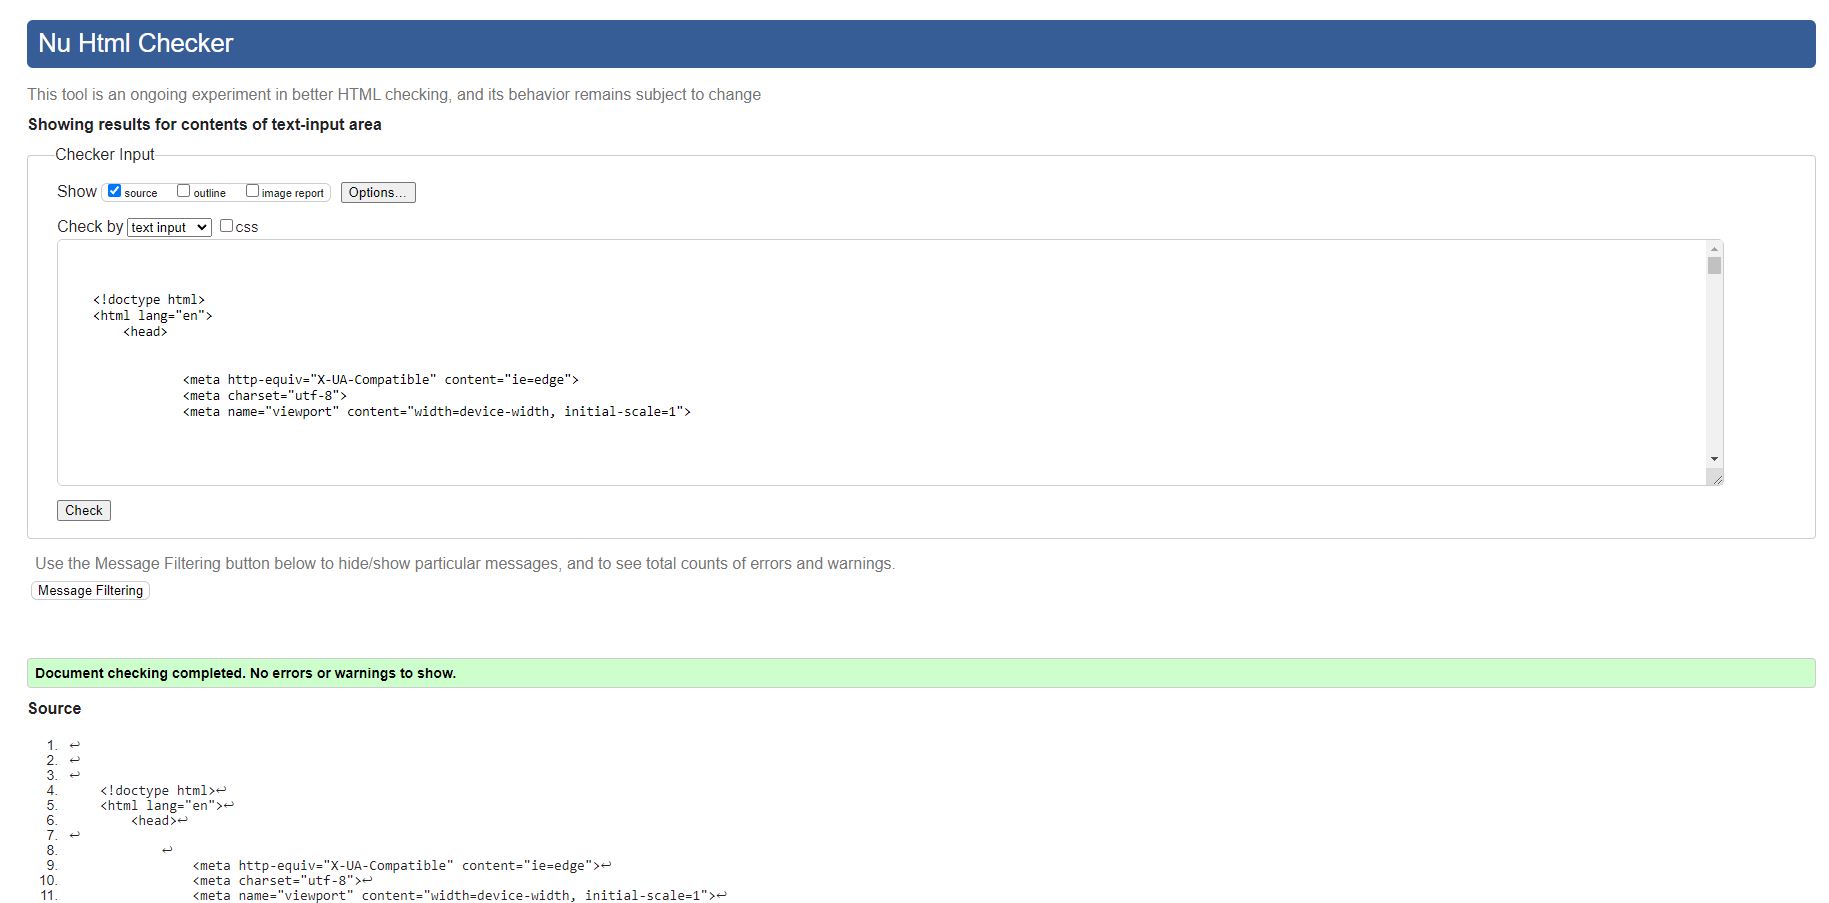 Nu Html Checker
This tool is an ongoing experiment in better HTML checking, and its behavior remains subject to change
Showing results for contents of text-input area
Checker Input
Show source outline image report Options...
Check by text input css
<!doctype html>
<html lang="en">
<head>
<meta http-equiv="X-UA-Compatible" content="ie=edge">
<meta charset="utf-8">
<meta name="viewport" content="width=device-width, initial-scale=1">
Check
Use the Message Filtering button below to hide/show particular messages, and to see total counts of errors and warnings.
Message Filtering
Document checking completed. No errors or warnings to show.
Source
1. ↩
2. ↩
3. ↩
4. <!doctype html>↩
5. <html lang="en">↩
6. <head>↩
7. ↩
8. ↩
9. <meta http-equiv="X-UA-Compatible" content="ie=edge">↩
10. <meta charset="utf-8">↩
11. <meta name="viewport" content="width=device-width, initial-scale=1">↩